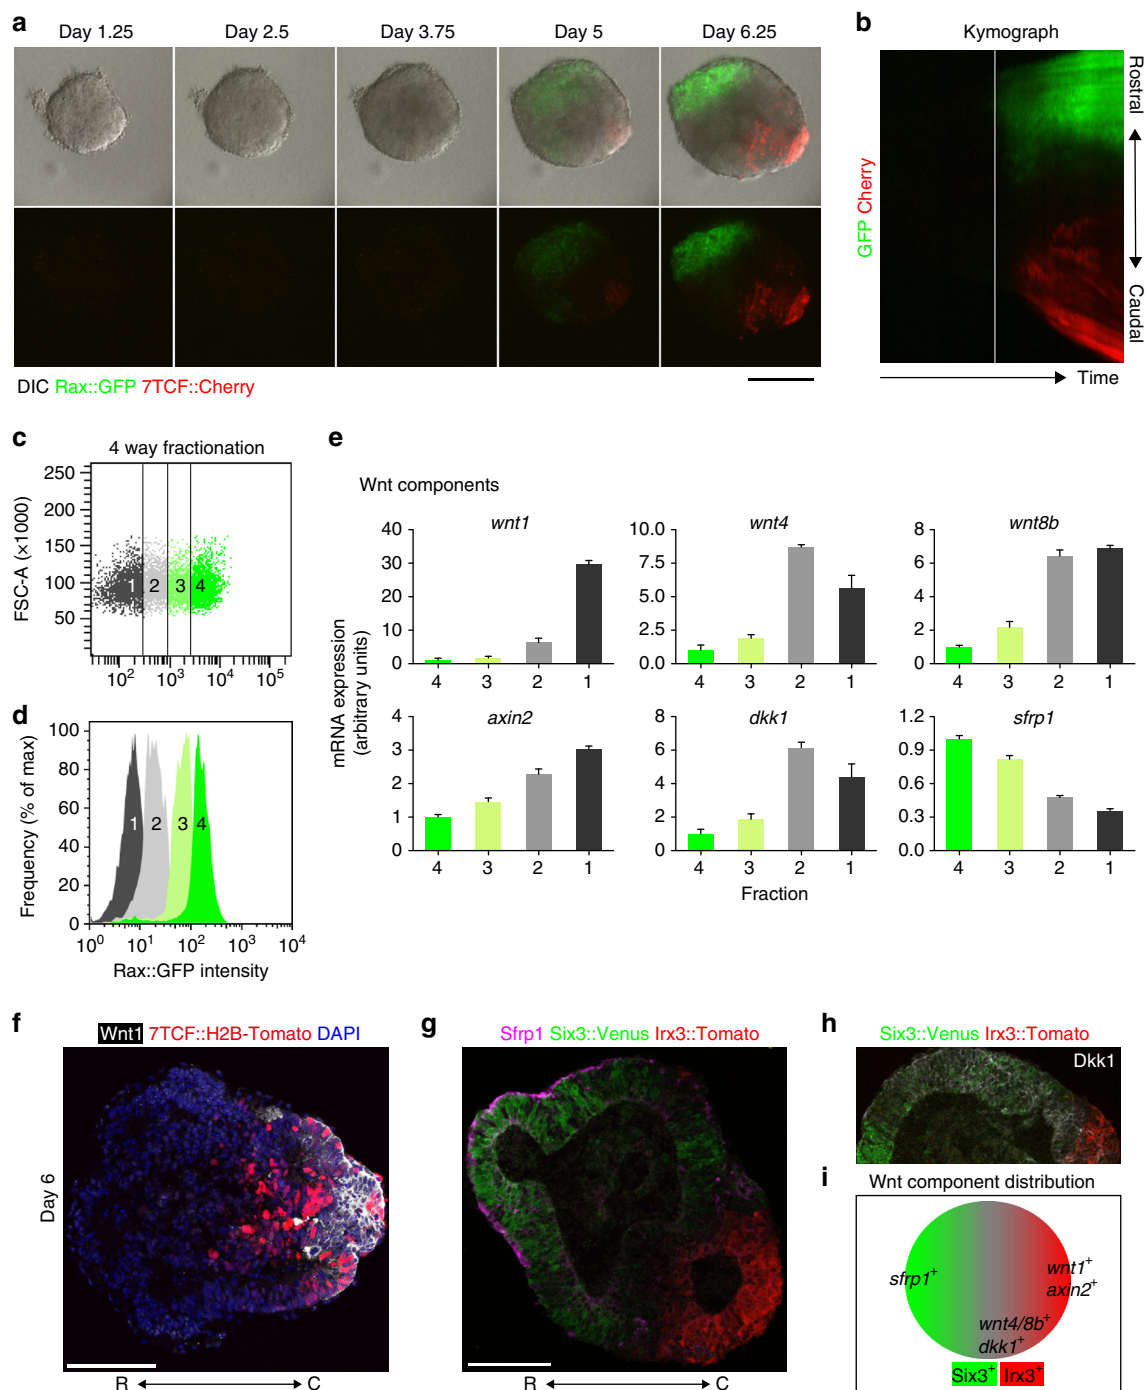 a
Day 1.25 Day 2.5 Day 3.75 Day 5 Day 6.25
DIC Rax::GFP 7TCF::Cherry
b
Kymograph
GFP Cherry
Rostral
Caudal
Time
c
4 way fractionation
FSC-A (×1000)
250
200
150
100
50
1 2 3 4
10² 10³ 10⁴ 10⁵
d
Frequency (% of max)
100
80
60
40
20
0
1 2 3 4
10⁰ 10¹ 10² 10³ 10⁴
Rax::GFP intensity
e
Wnt components
mRNA expression
(arbitrary units)
wnt1
40
30
20
10
0
4 3 2 1
wnt4
10.0
7.5
5.0
2.5
0.0
4 3 2 1
wnt8b
8
6
4
2
0
4 3 2 1
axin2
4
3
2
1
0
4 3 2 1
dkk1
8
6
4
2
0
4 3 2 1
sfrp1
1.2
0.9
0.6
0.3
0.0
4 3 2 1
Fraction
f
Wnt1 7TCF::H2B-Tomato DAPI
Day 6
R C
g
Sfrp1 Six3::Venus Irx3::Tomato
R C
h
Six3::Venus Irx3::Tomato
Dkk1
i
Wnt component distribution
sfrp1⁺
wnt1⁺
axin2⁺
wnt4/8b⁺
dkk1⁺
Six3⁺ Irx3⁺